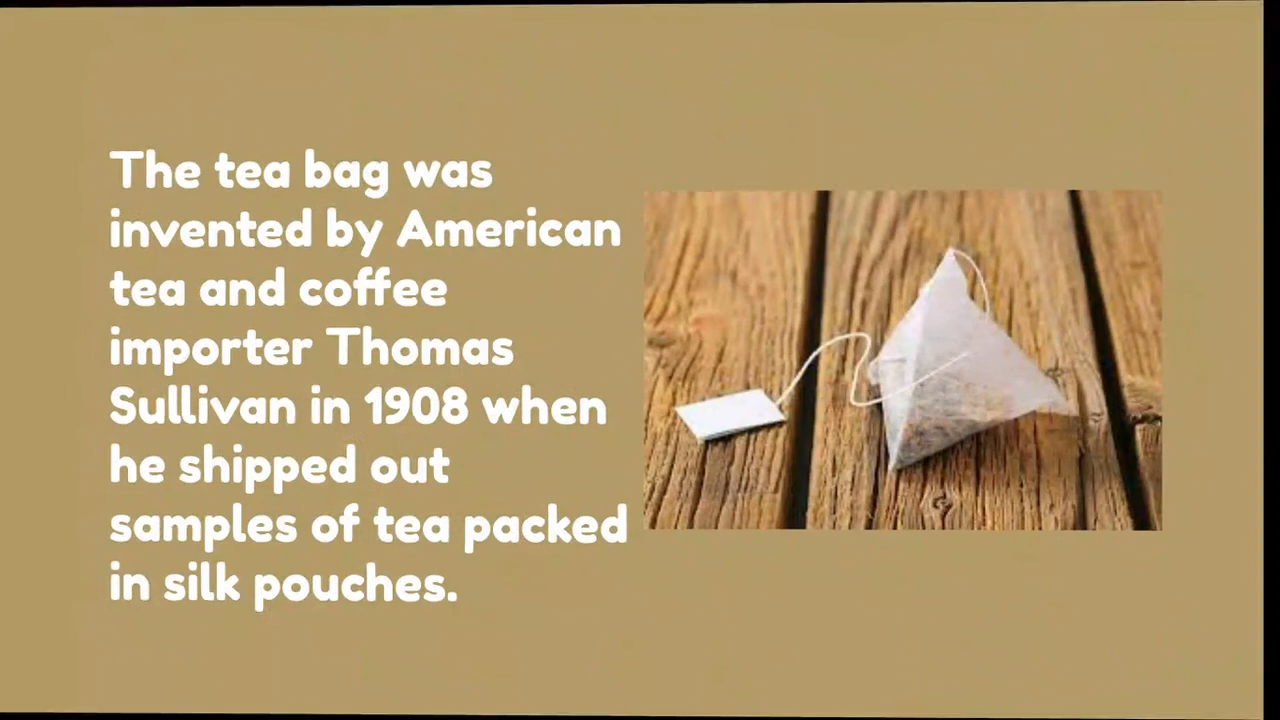 The tea bag was
invented by American
tea and coffee
importer Thomas
Sullivan in 1908 when
he shipped out
samples of tea packed
in silk pouches.